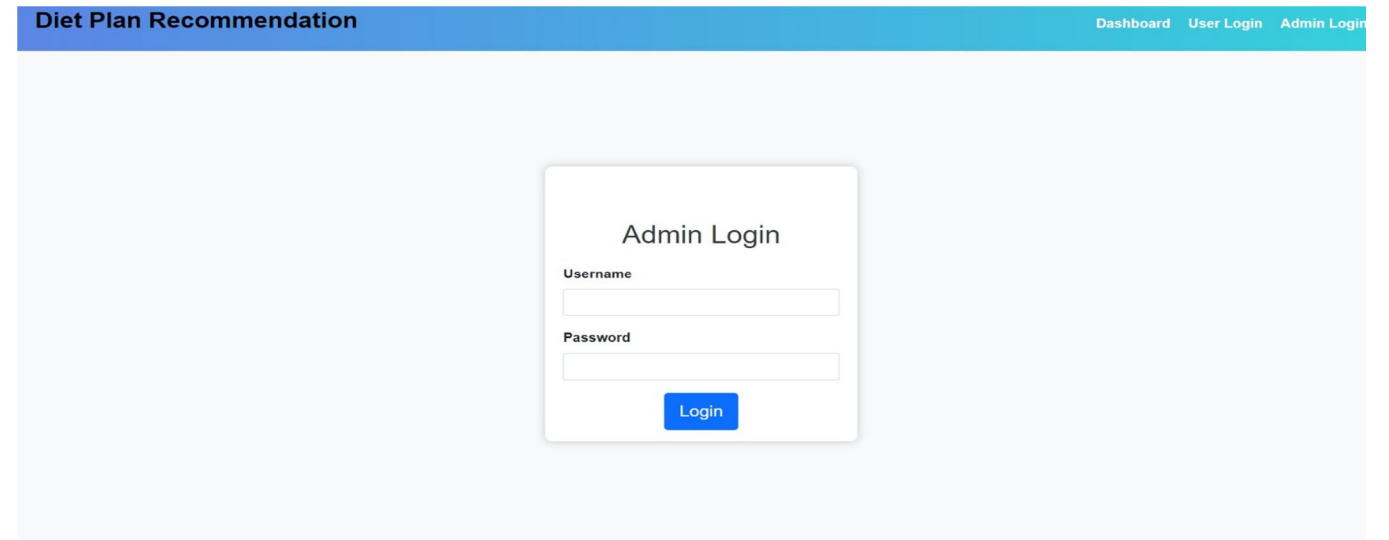 Diet Plan Recommendation
Dashboard User Login Admin Login
Admin Login
Username
Password
Login